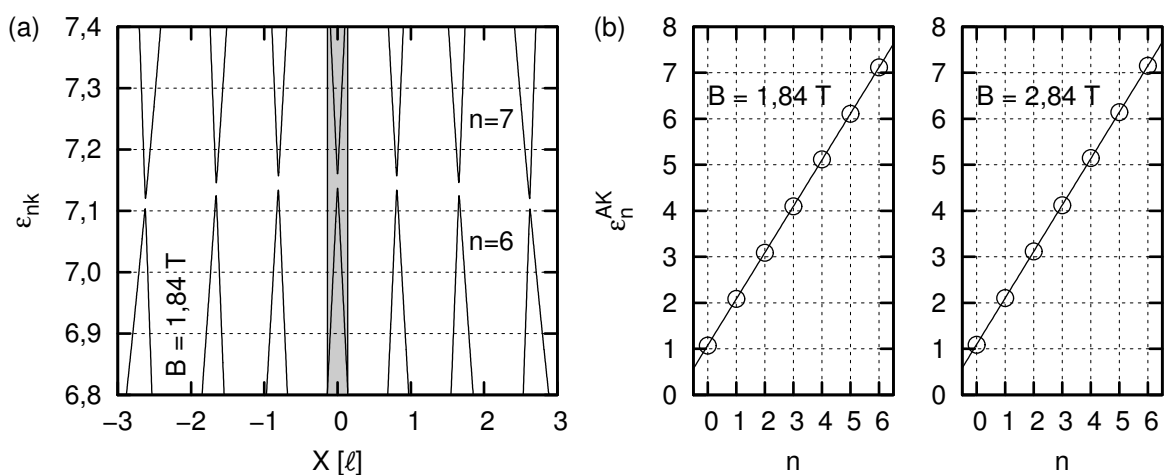 (a)
7,4
7,3
7,2
7,1
7,0
6,9
6,8
ε_nk
n=7
n=6
B = 1,84 T
−3 −2 −1 0 1 2 3
X [ℓ]
(b)
8
7
6
5
4
3
2
1
0
ε_n^AK
B = 1,84 T
0 1 2 3 4 5 6
n
8
7
6
5
4
3
2
1
0
B = 2,84 T
0 1 2 3 4 5 6
n